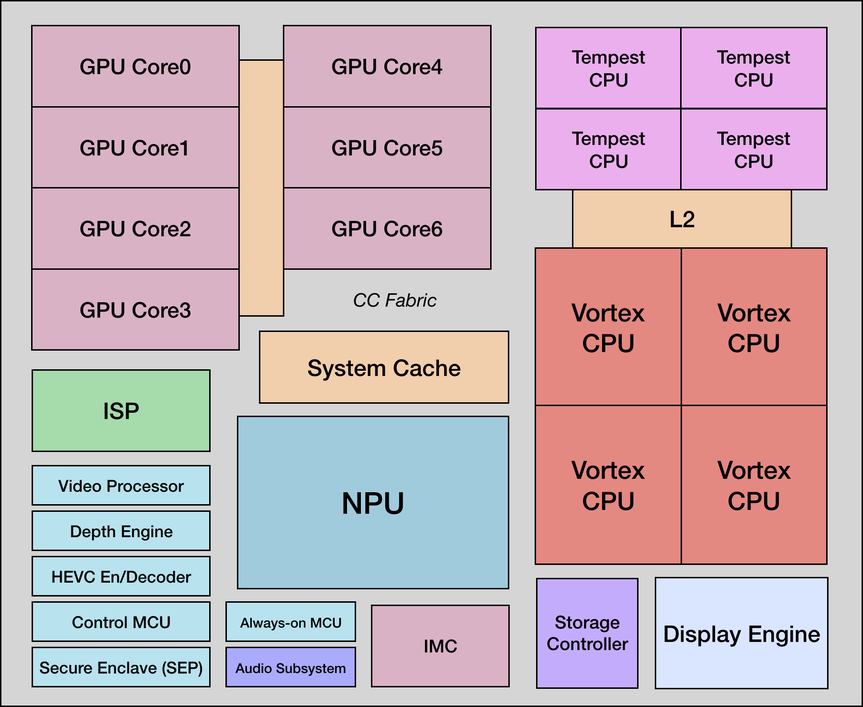 GPU Core0
GPU Core1
GPU Core2
GPU Core3
GPU Core4
GPU Core5
GPU Core6
Tempest
CPU
Tempest
CPU
Tempest
CPU
Tempest
CPU
L2
Vortex
CPU
Vortex
CPU
Vortex
CPU
Vortex
CPU
CC Fabric
System Cache
ISP
NPU
Video Processor
Depth Engine
HEVC En/Decoder
Control MCU
Secure Enclave (SEP)
Always-on MCU
Audio Subsystem
IMC
Storage
Controller
Display Engine